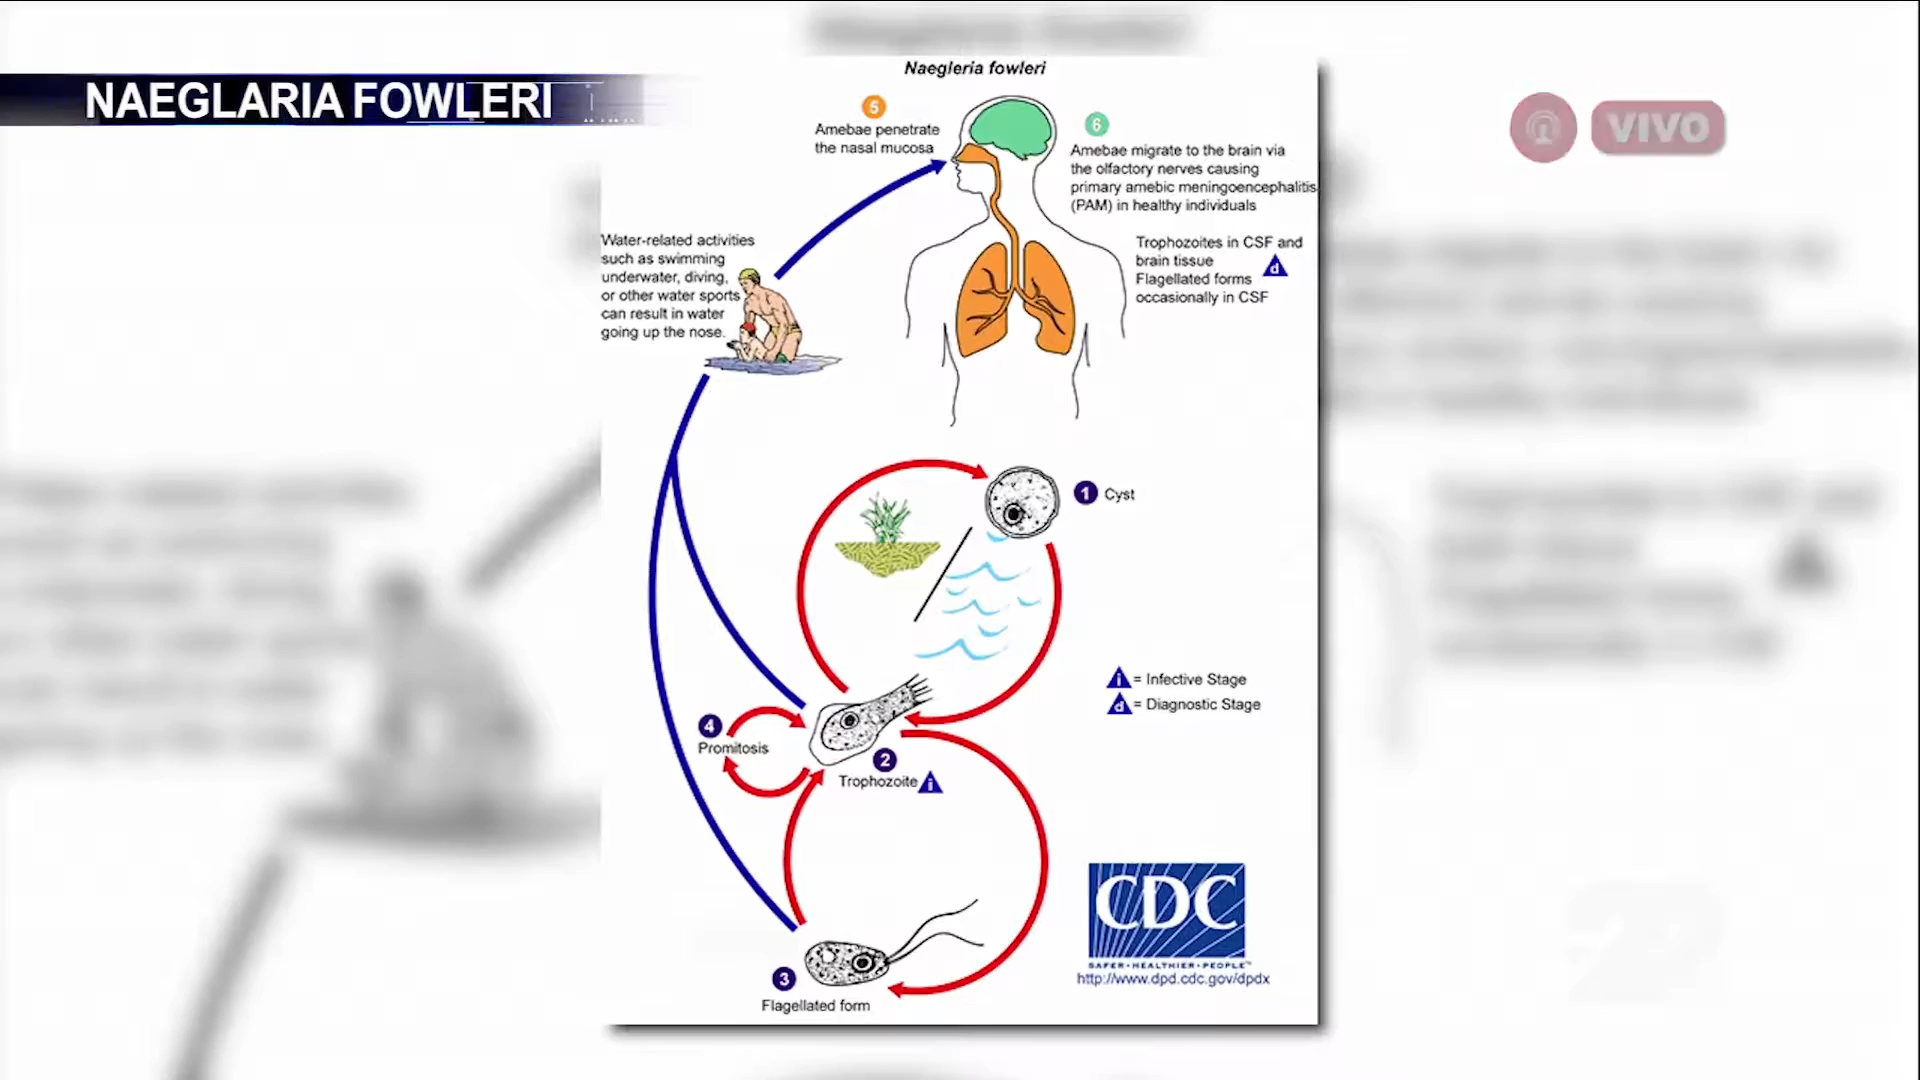 NAEGLARIA FOWLERI
VIVO
Naegleria fowleri
5
Amebae penetrate
the nasal mucosa
6
Amebae migrate to the brain via
the olfactory nerves causing
primary amebic meningoencephalitis
(PAM) in healthy individuals
Water-related activities
such as swimming
underwater, diving,
or other water sports
can result in water
going up the nose.
Trophozoites in CSF and
brain tissue
Flagellated forms
occasionally in CSF
d
1 Cyst
i = Infective Stage
d = Diagnostic Stage
4
Promitosis
2
Trophozoite i
3
Flagellated form
CDC
SAFER•HEALTHIER•PEOPLE™
http://www.dpd.cdc.gov/dpdx